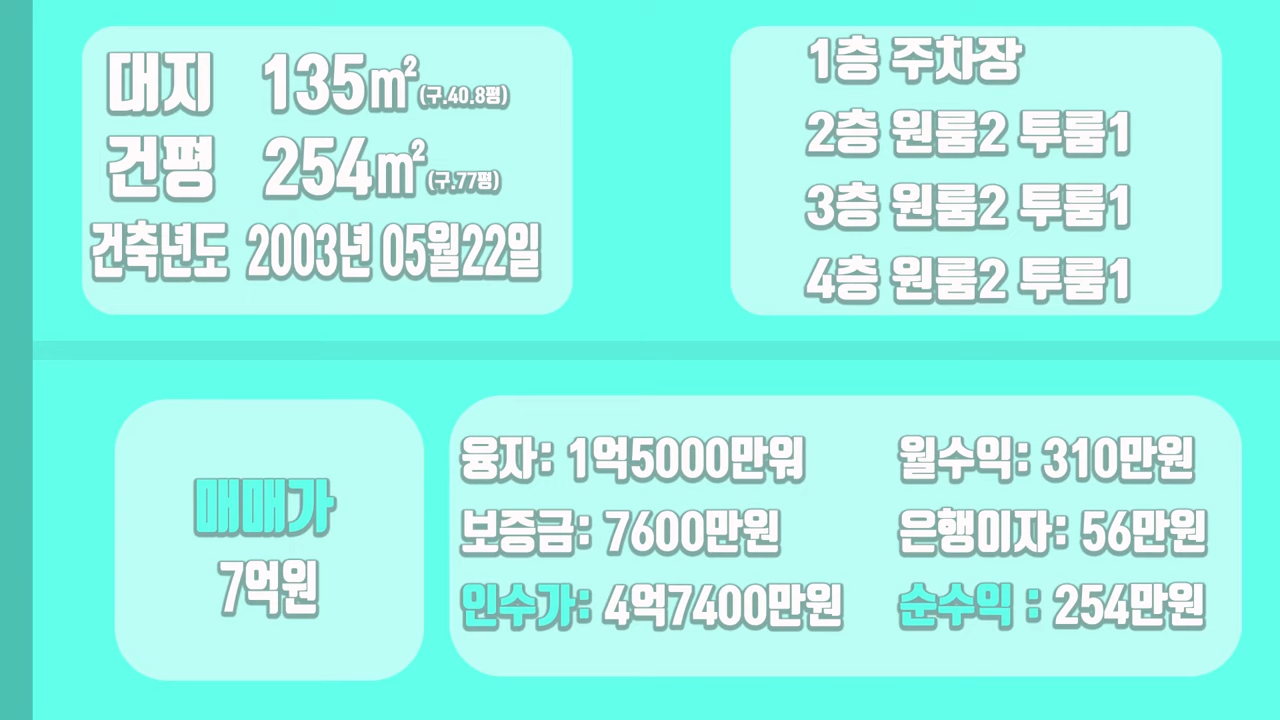 대지 135㎡(구.40.8평)
건평 254㎡(구.77평)
건축년도 2003년 05월22일
1층 주차장
2층 원룸2 투룸1
3층 원룸2 투룸1
4층 원룸2 투룸1
매매가
7억원
융자: 1억5000만워
보증금: 7600만원
인수가: 4억7400만원
월수익: 310만원
은행이자: 56만원
순수익 : 254만원